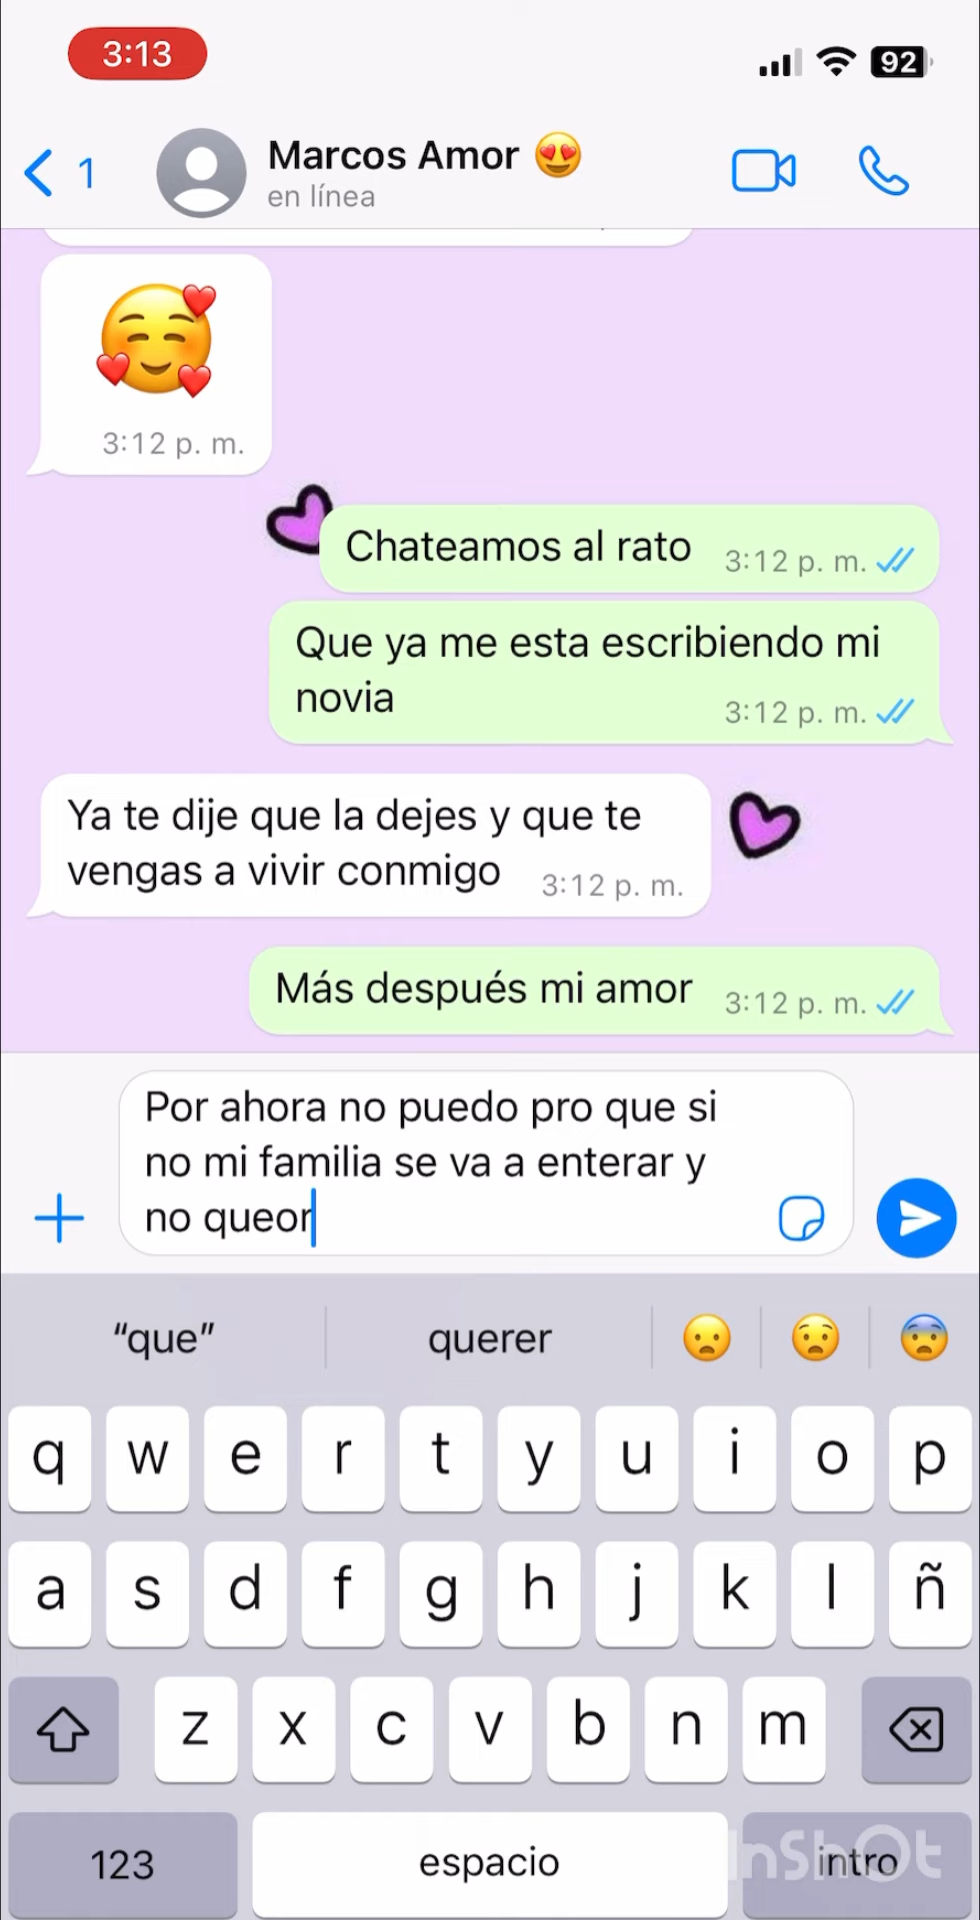 3:13
92
1
Marcos Amor 😍
en línea
3:12 p. m.
Chateamos al rato 3:12 p. m.
Que ya me esta escribiendo mi
novia 3:12 p. m.
Ya te dije que la dejes y que te
vengas a vivir conmigo 3:12 p. m.
Más después mi amor 3:12 p. m.
Por ahora no puedo pro que si
no mi familia se va a enterar y
no queor
“que” querer
q w e r t y u i o p
a s d f g h j k l ñ
z x c v b n m
123 espacio intro
InShOt